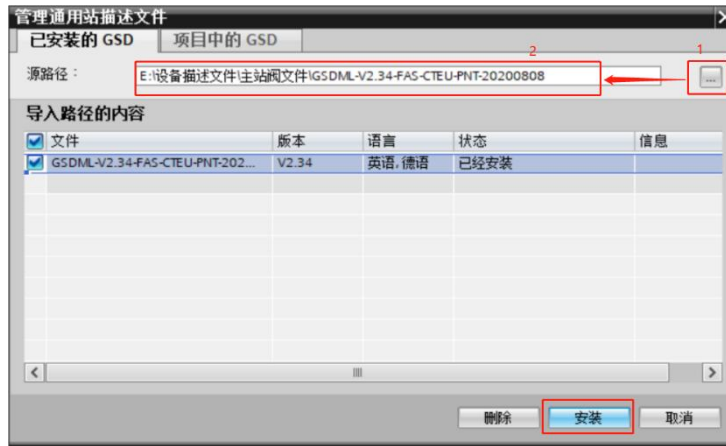 管理通用站描述文件
已安装的 GSD 项目中的 GSD
2 1
源路径： E:\设备描述文件\主站阀文件\GSDML-V2.34-FAS-CTEU-PNT-20200808 ...
导入路径的内容
文件 版本 语言 状态 信息
GSDML-V2.34-FAS-CTEU-PNT-202... V2.34 英语, 德语 已经安装
删除 安装 取消